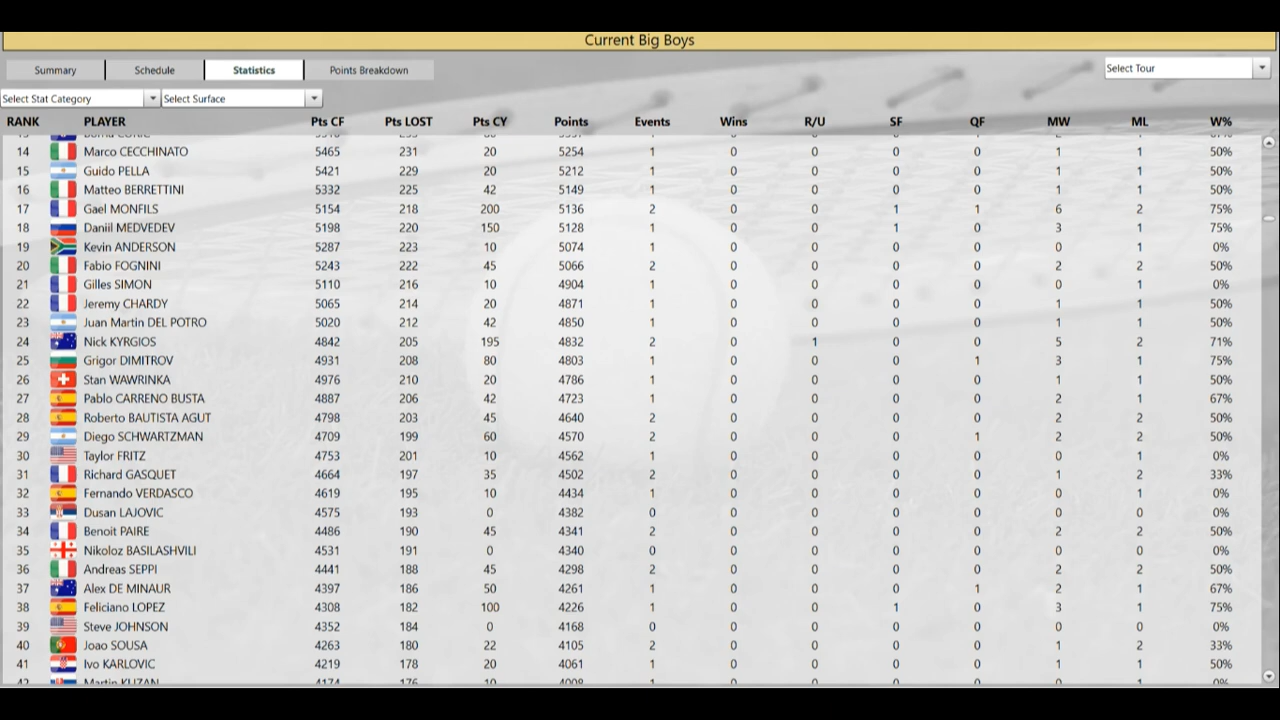 Current Big Boys
Summary Schedule Statistics Points Breakdown Select Tour
Select Stat Category Select Surface
RANK PLAYER Pts CF Pts LOST Pts CY Points Events Wins R/U SF QF MW ML W%
14 Marco CECCHINATO 5465 231 20 5254 1 0 0 0 0 1 1 50%
15 Guido PELLA 5421 229 20 5212 1 0 0 0 0 1 1 50%
16 Matteo BERRETTINI 5332 225 42 5149 1 0 0 0 0 1 1 50%
17 Gael MONFILS 5154 218 200 5136 2 0 0 1 1 6 2 75%
18 Daniil MEDVEDEV 5198 220 150 5128 1 0 0 1 0 3 1 75%
19 Kevin ANDERSON 5287 223 10 5074 1 0 0 0 0 0 1 0%
20 Fabio FOGNINI 5243 222 45 5066 2 0 0 0 0 2 2 50%
21 Gilles SIMON 5110 216 10 4904 1 0 0 0 0 0 1 0%
22 Jeremy CHARDY 5065 214 20 4871 1 0 0 0 0 1 1 50%
23 Juan Martin DEL POTRO 5020 212 42 4850 1 0 0 0 0 1 1 50%
24 Nick KYRGIOS 4842 205 195 4832 2 0 1 0 0 5 2 71%
25 Grigor DIMITROV 4931 208 80 4803 1 0 0 0 1 3 1 75%
26 Stan WAWRINKA 4976 210 20 4786 1 0 0 0 0 1 1 50%
27 Pablo CARRENO BUSTA 4887 206 42 4723 1 0 0 0 0 2 1 67%
28 Roberto BAUTISTA AGUT 4798 203 45 4640 2 0 0 0 0 2 2 50%
29 Diego SCHWARTZMAN 4709 199 60 4570 2 0 0 0 1 2 2 50%
30 Taylor FRITZ 4753 201 10 4562 1 0 0 0 0 0 1 0%
31 Richard GASQUET 4664 197 35 4502 2 0 0 0 0 1 2 33%
32 Fernando VERDASCO 4619 195 10 4434 1 0 0 0 0 0 1 0%
33 Dusan LAJOVIC 4575 193 0 4382 0 0 0 0 0 0 0 0%
34 Benoit PAIRE 4486 190 45 4341 2 0 0 0 0 2 2 50%
35 Nikoloz BASILASHVILI 4531 191 0 4340 0 0 0 0 0 0 0 0%
36 Andreas SEPPI 4441 188 45 4298 2 0 0 0 0 2 2 50%
37 Alex DE MINAUR 4397 186 50 4261 1 0 0 0 1 2 1 67%
38 Feliciano LOPEZ 4308 182 100 4226 1 0 0 1 0 3 1 75%
39 Steve JOHNSON 4352 184 0 4168 0 0 0 0 0 0 0 0%
40 Joao SOUSA 4263 180 22 4105 2 0 0 0 0 1 2 33%
41 Ivo KARLOVIC 4219 178 20 4061 1 0 0 0 0 1 1 50%